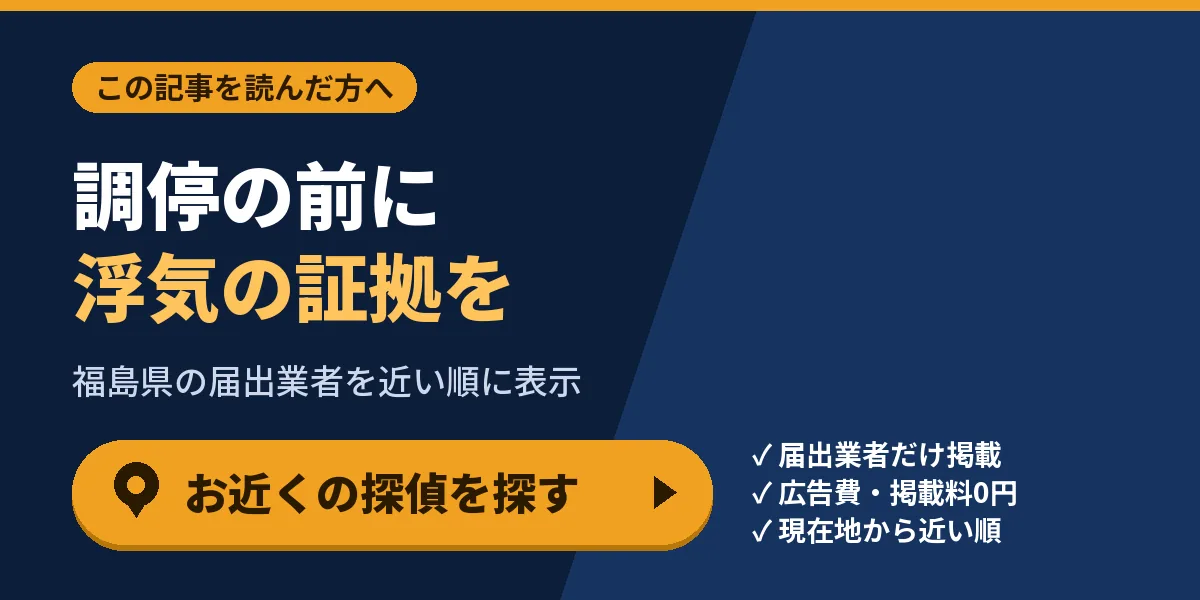 この記事を読んだ方へ
調停の前に
浮気の証拠を
福島県の届出業者を近い順に表示
お近くの探偵を探す
✓ 届出業者だけ掲載
✓ 広告費・掲載料0円
✓ 現在地から近い順